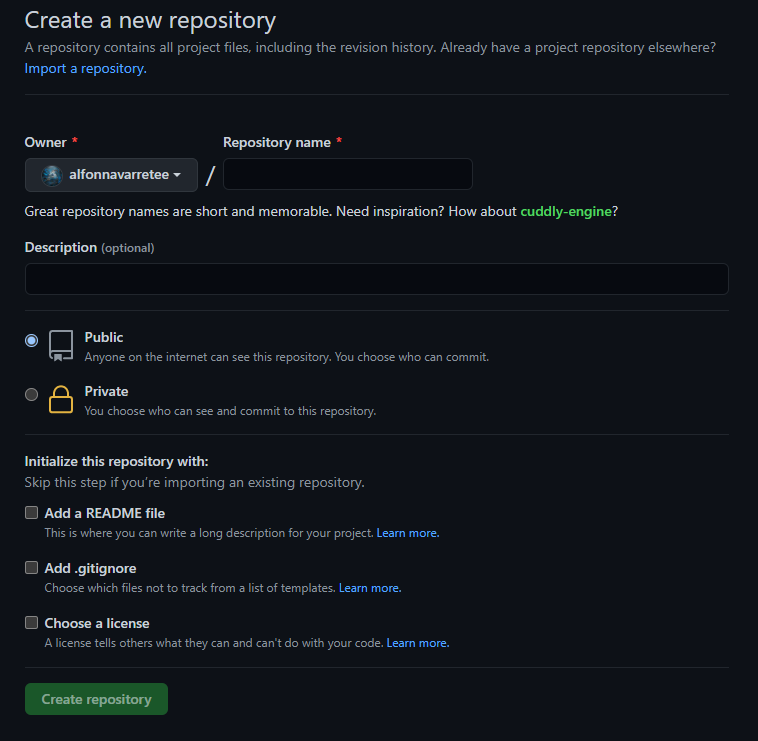 Create a new repository
A repository contains all project files, including the revision history. Already have a project repository elsewhere?
Import a repository.
Owner * Repository name *
alfonnavarretee /
Great repository names are short and memorable. Need inspiration? How about cuddly-engine?
Description (optional)
Public
Anyone on the internet can see this repository. You choose who can commit.
Private
You choose who can see and commit to this repository.
Initialize this repository with:
Skip this step if you're importing an existing repository.
Add a README file
This is where you can write a long description for your project. Learn more.
Add .gitignore
Choose which files not to track from a list of templates. Learn more.
Choose a license
A license tells others what they can and can't do with your code. Learn more.
Create repository